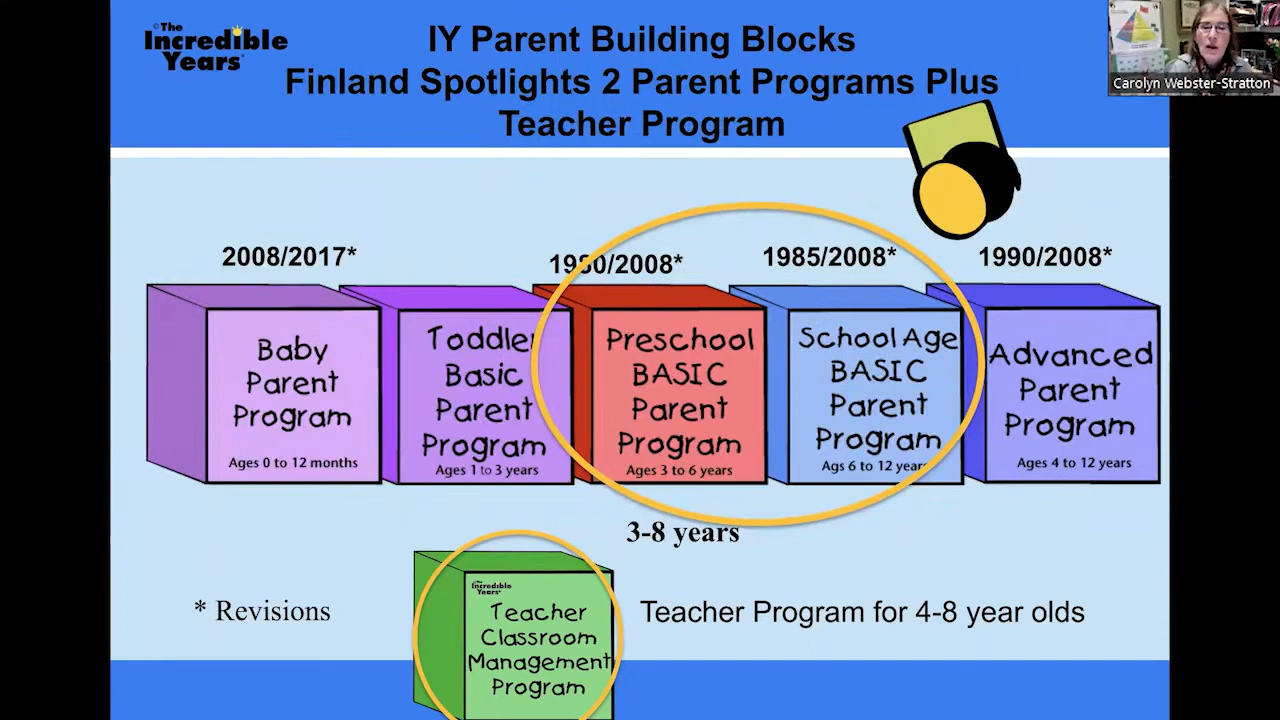 ©The
Incredible
Years®
IY Parent Building Blocks
Finland Spotlights 2 Parent Programs Plus
Teacher Program
Carolyn Webster-Stratton
2008/2017*
1980/2008*
1985/2008*
1990/2008*
Baby
Parent
Program
Ages 0 to 12 months
Toddler
Basic
Parent
Program
Ages 1 to 3 years
Preschool
BASIC
Parent
Program
Ages 3 to 6 years
School Age
BASIC
Parent
Program
Ags 6 to 12 years
Advanced
Parent
Program
Ages 4 to 12 years
3-8 years
* Revisions
The
Incredible
Years®
Teacher
Classroom
Management
Program
Teacher Program for 4-8 year olds